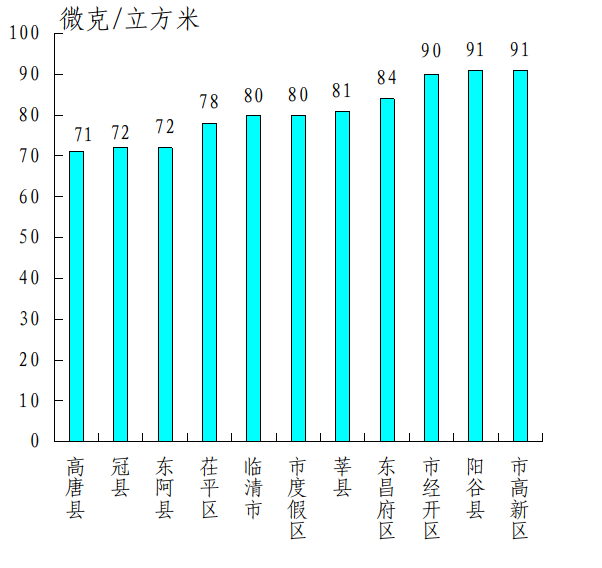 微克/立方米
100
90
80
70
60
50
40
30
20
10
0
71
72
72
78
80
80
81
84
90
91
91
高唐县
冠县
东阿县
茌平区
临清市
市度假区
莘县
东昌府区
市经开区
阳谷县
市高新区